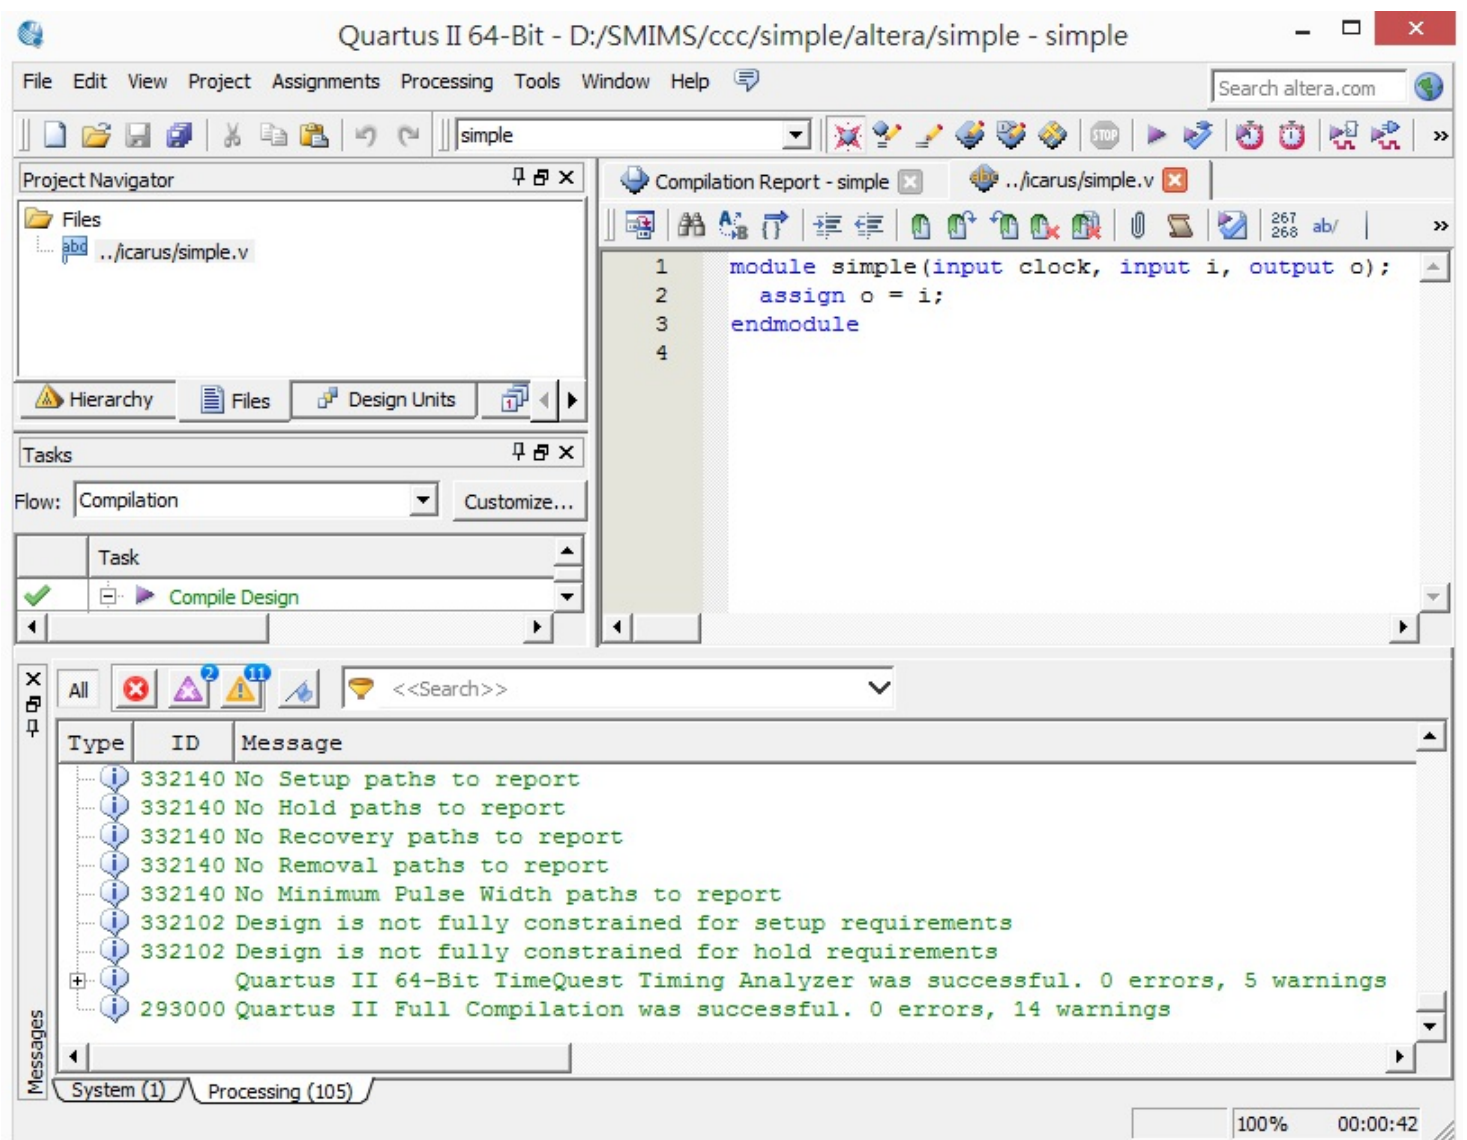 Quartus II 64-Bit - D:/SMIMS/ccc/simple/altera/simple - simple
File Edit View Project Assignments Processing Tools Window Help
Search altera.com
simple
STOP
Project Navigator
Files
../icarus/simple.v
Hierarchy Files Design Units
Tasks
Flow: Compilation Customize...
Task
Compile Design
Compilation Report - simple ../icarus/simple.v
267
268 ab/
1 module simple(input clock, input i, output o);
2 assign o = i;
3 endmodule
4
All 2 11 <<Search>>
Type ID Message
332140 No Setup paths to report
332140 No Hold paths to report
332140 No Recovery paths to report
332140 No Removal paths to report
332140 No Minimum Pulse Width paths to report
332102 Design is not fully constrained for setup requirements
332102 Design is not fully constrained for hold requirements
Quartus II 64-Bit TimeQuest Timing Analyzer was successful. 0 errors, 5 warnings
293000 Quartus II Full Compilation was successful. 0 errors, 14 warnings
Messages
System (1) Processing (105)
100% 00:00:42